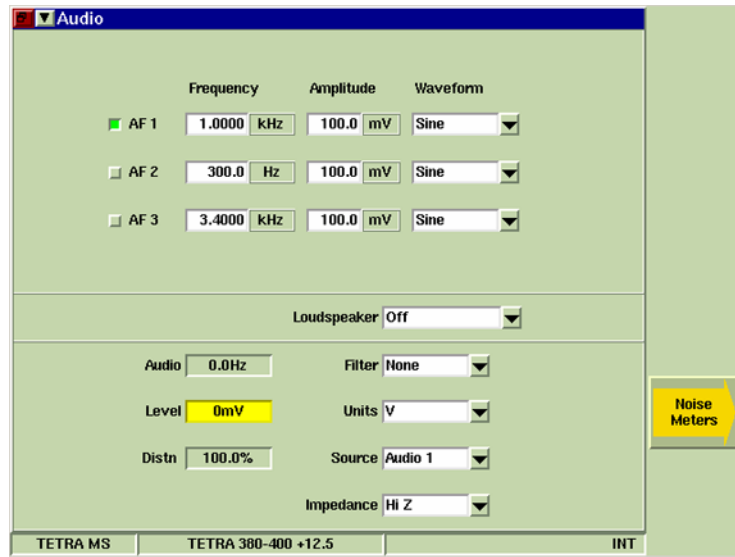 Audio
Frequency Amplitude Waveform
AF 1 1.0000 kHz 100.0 mV Sine
AF 2 300.0 Hz 100.0 mV Sine
AF 3 3.4000 kHz 100.0 mV Sine
Loudspeaker Off
Audio 0.0Hz Filter None
Level 0mV Units V
Distn 100.0% Source Audio 1
Impedance Hi Z
Noise
Meters
TETRA MS TETRA 380-400 +12.5 INT